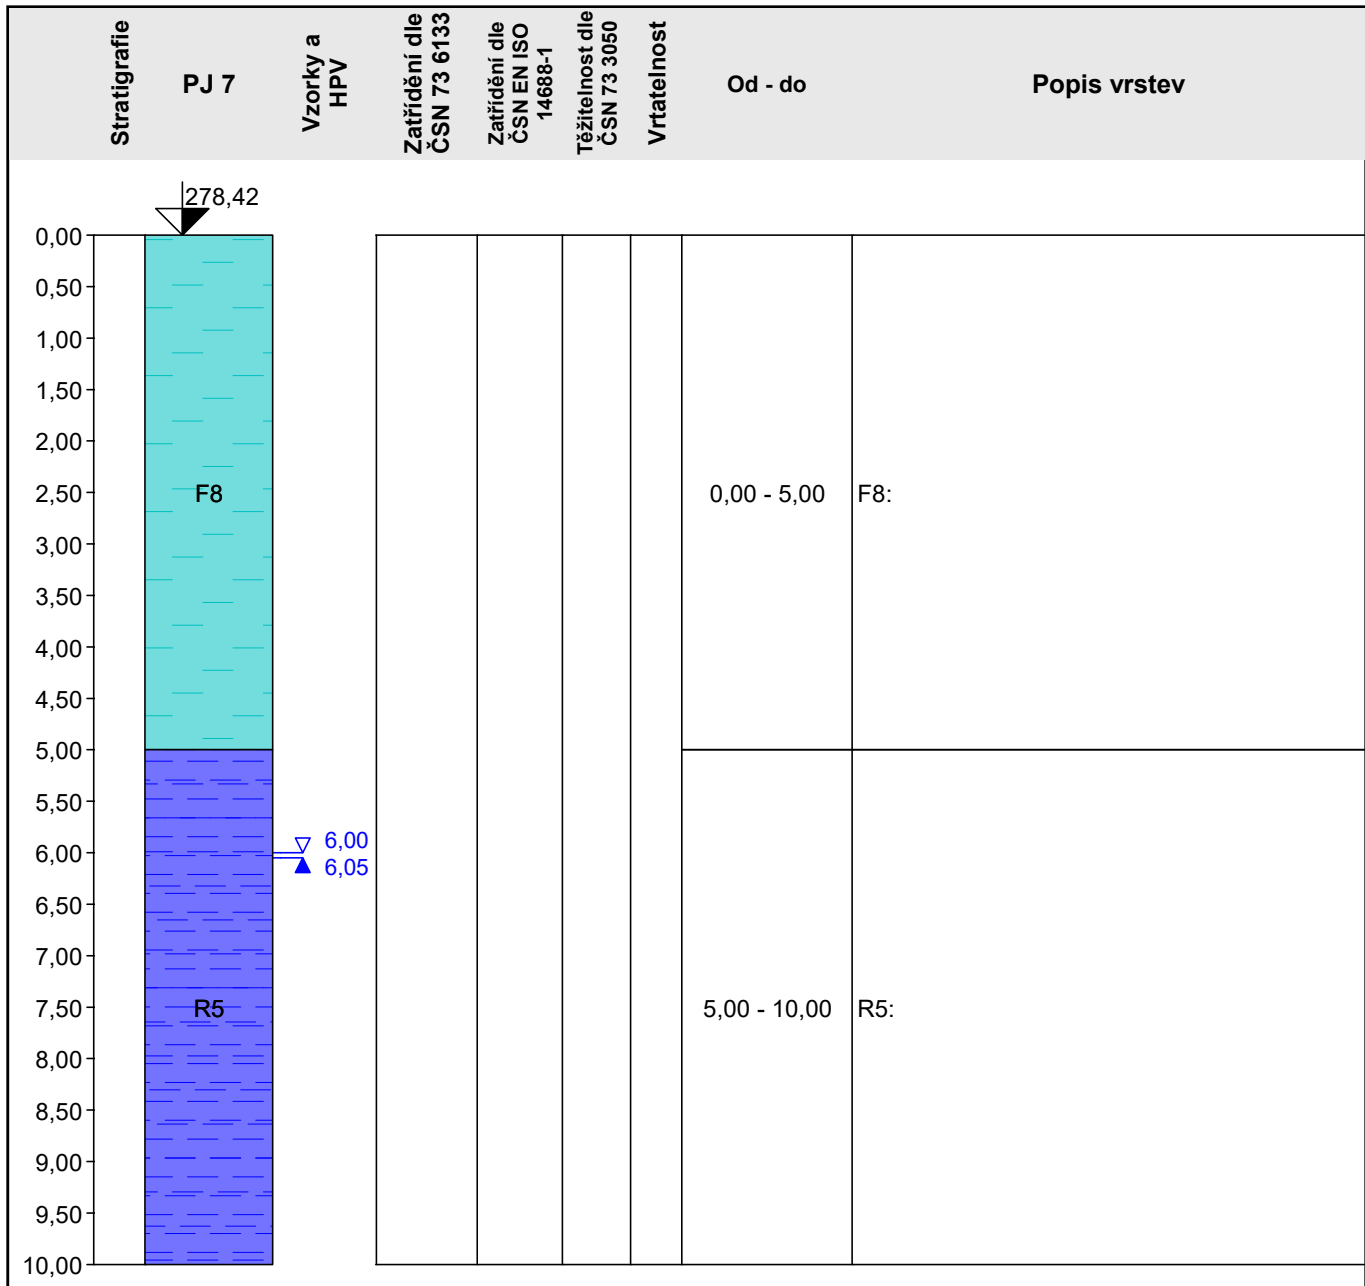 Stratigrafie
PJ 7
Vzorky a
HPV
Zatřídění dle
ČSN 73 6133
Zatřídění dle
ČSN EN ISO
14688-1
Těžitelnost dle
ČSN 73 3050
Vrtatelnost
Od - do
Popis vrstev
278,42
0,00
0,50
1,00
1,50
2,00
2,50
3,00
3,50
4,00
4,50
5,00
5,50
6,00
6,50
7,00
7,50
8,00
8,50
9,00
9,50
10,00
F8
0,00 - 5,00
F8:
6,00
6,05
R5
5,00 - 10,00
R5: